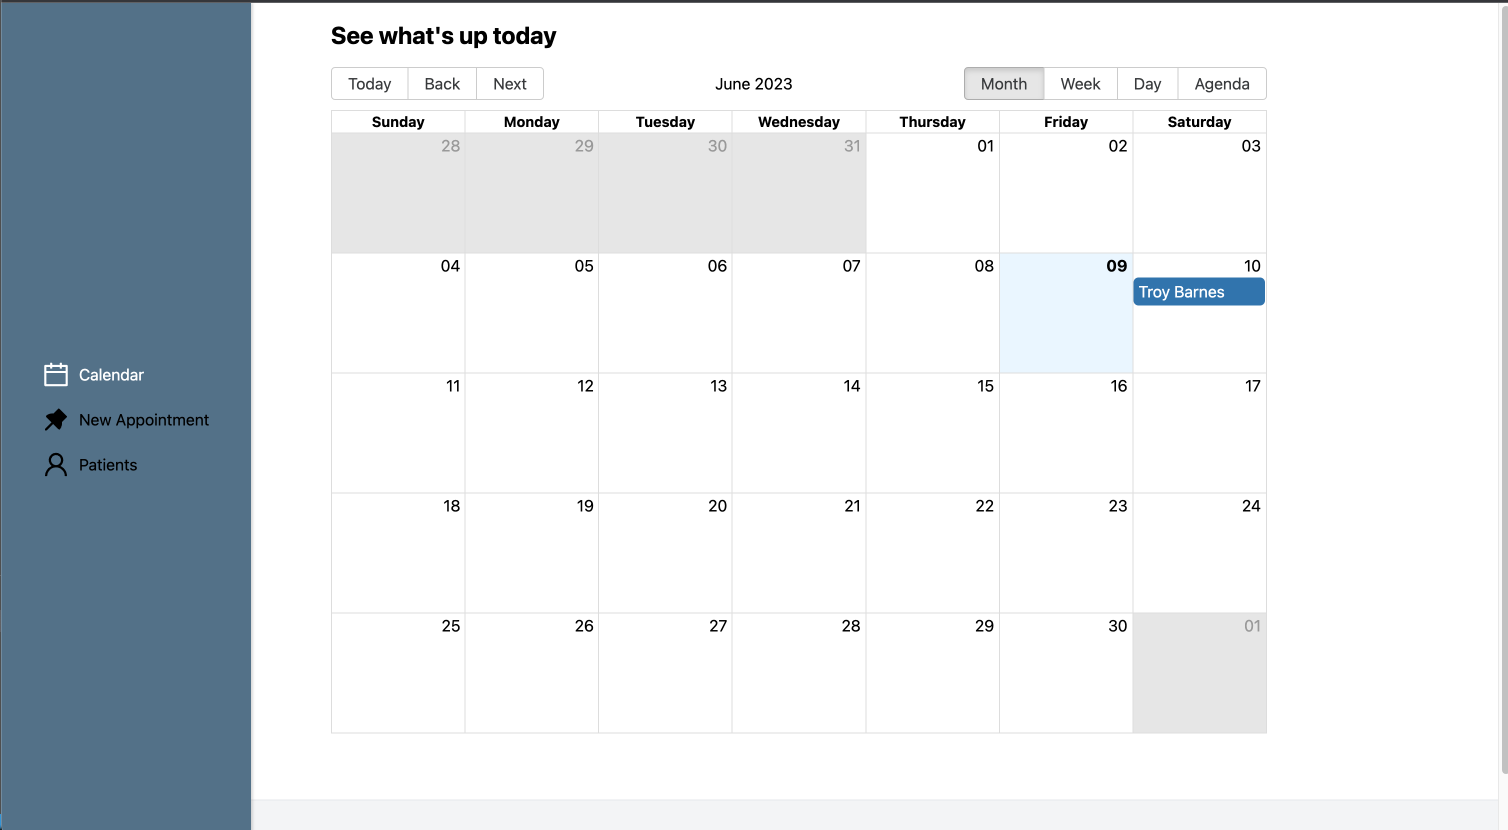 See what's up today
Today Back Next June 2023 Month Week Day Agenda
Sunday Monday Tuesday Wednesday Thursday Friday Saturday
28 29 30 31 01 02 03
04 05 06 07 08 09 10
Troy Barnes
11 12 13 14 15 16 17
18 19 20 21 22 23 24
25 26 27 28 29 30 01
Calendar
New Appointment
Patients